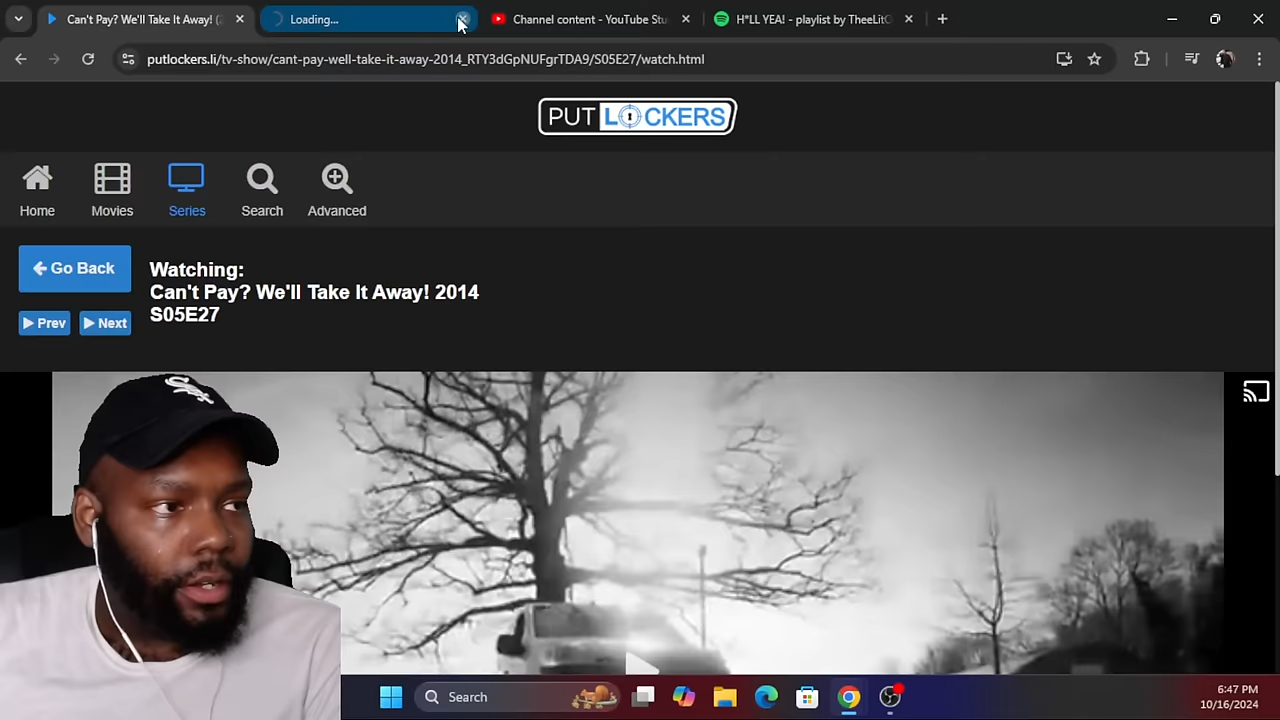 Can't Pay? We'll Take It Away! (
Loading...
Channel content - YouTube Stu
H*LL YEA! - playlist by TheeLitO
putlockers.li/tv-show/cant-pay-well-take-it-away-2014_RTY3dGpNUFgrTDA9/S05E27/watch.html
PUT LOCKERS
Home
Movies
Series
Search
Advanced
Go Back
Watching:
Can't Pay? We'll Take It Away! 2014
S05E27
Prev
Next
Search
6:47 PM
10/16/2024